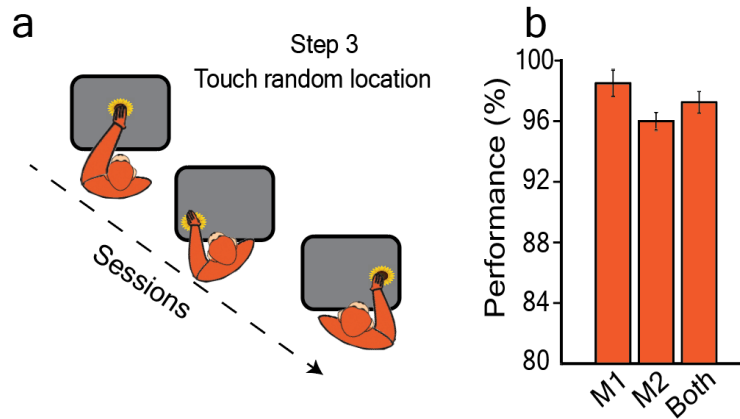 a
Step 3
Touch random location
Sessions
b
Performance (%)
100
96
92
88
84
80
M1
M2
Both